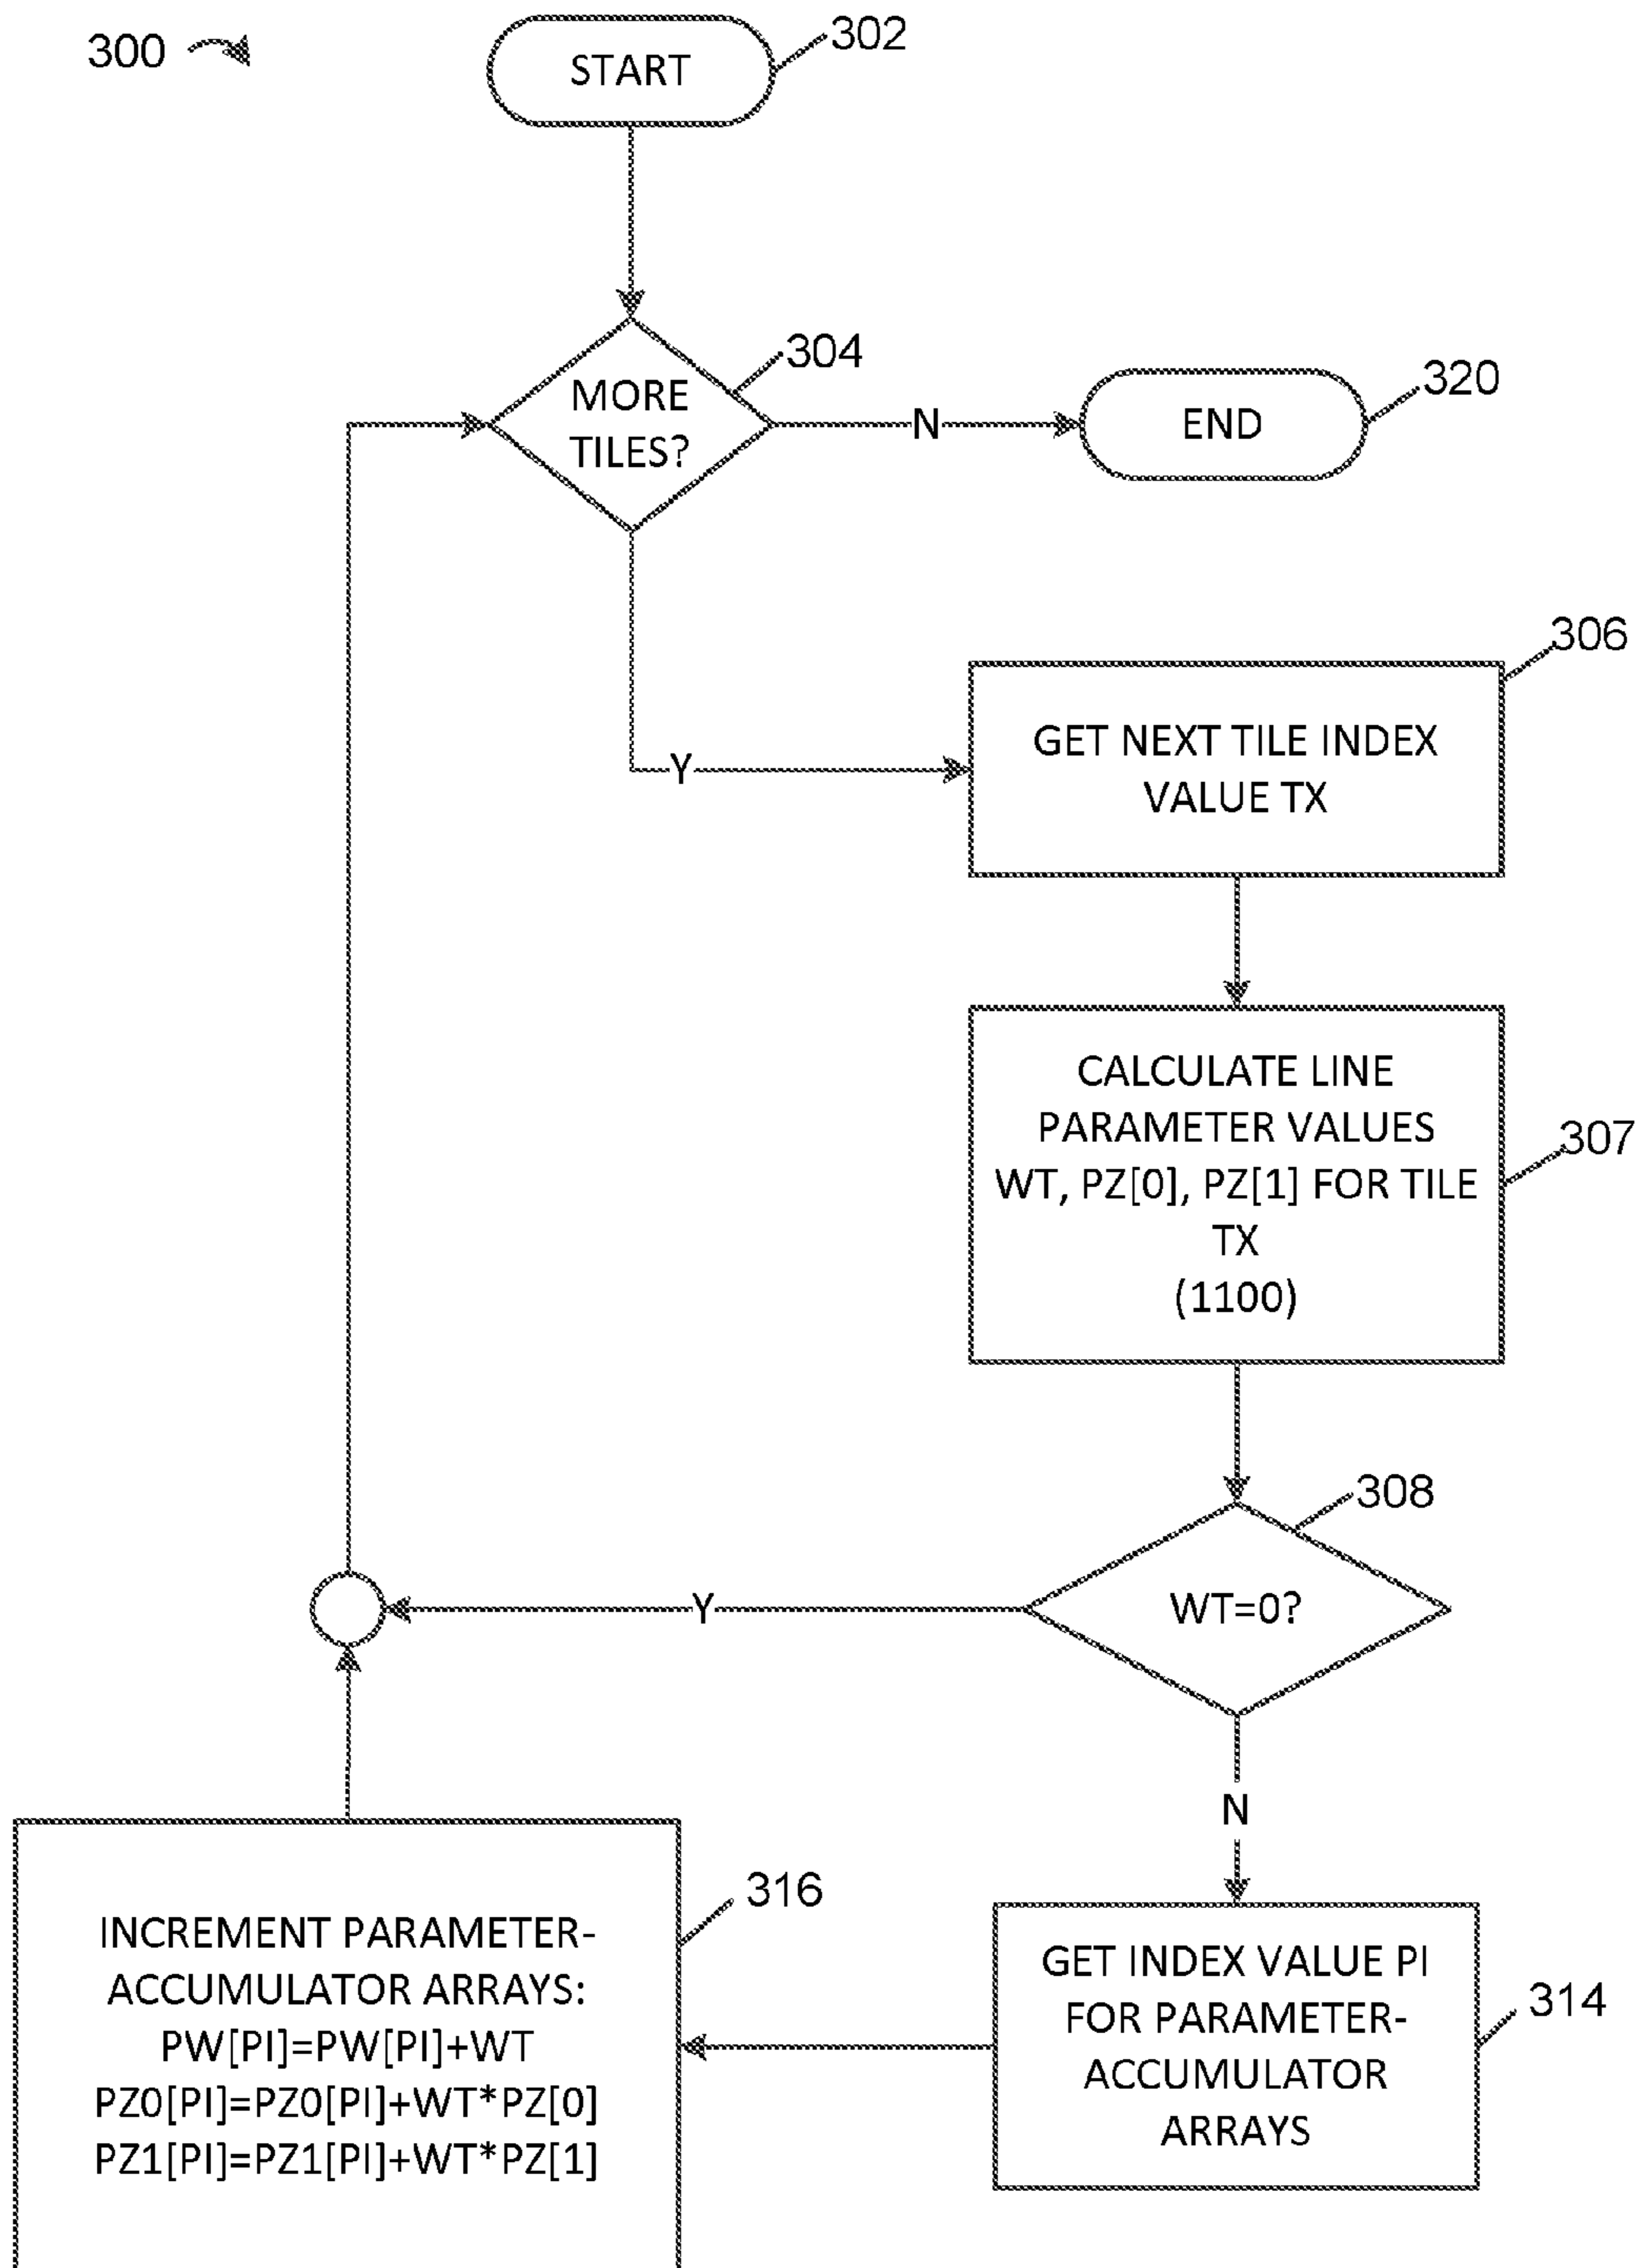 300
START
302
MORE
TILES?
304
N
END
320
Y
GET NEXT TILE INDEX
VALUE TX
306
CALCULATE LINE
PARAMETER VALUES
WT, PZ[0], PZ[1] FOR TILE
TX
(1100)
307
WT=0?
308
Y
N
GET INDEX VALUE PI
FOR PARAMETER-
ACCUMULATOR
ARRAYS
314
INCREMENT PARAMETER-
ACCUMULATOR ARRAYS:
PW[PI]=PW[PI]+WT
PZ0[PI]=PZ0[PI]+WT*PZ[0]
PZ1[PI]=PZ1[PI]+WT*PZ[1]
316